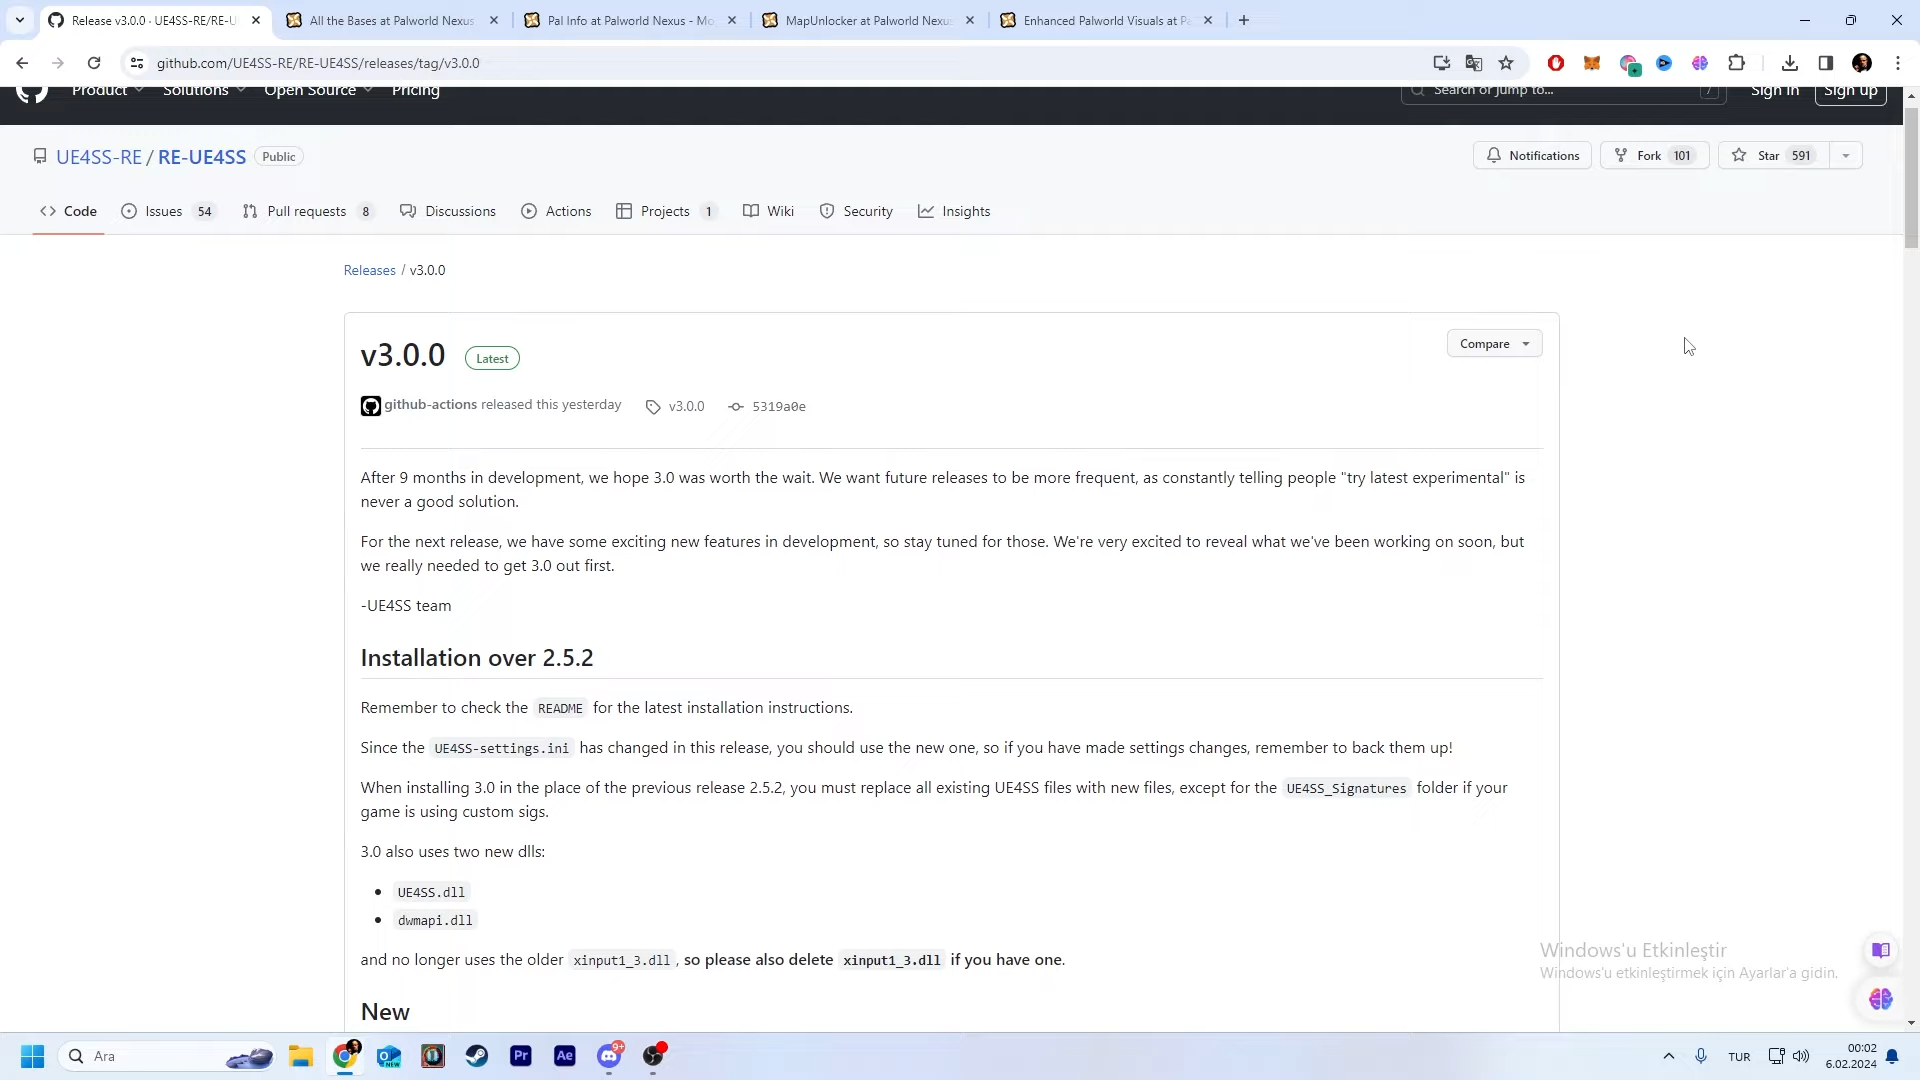 Release v3.0.0 · UE4SS-RE/RE-U
All the Bases at Palworld Nexus
Pal Info at Palworld Nexus - Mo
MapUnlocker at Palworld Nexus
Enhanced Palworld Visuals at Pa
github.com/UE4SS-RE/RE-UE4SS/releases/tag/v3.0.0
Product
Solutions
Open Source
Pricing
Search or jump to...
/
Sign in
Sign up
UE4SS-RE / RE-UE4SS
Public
Notifications
Fork 101
Star 591
Code
Issues 54
Pull requests 8
Discussions
Actions
Projects 1
Wiki
Security
Insights
Releases / v3.0.0
v3.0.0
Latest
Compare
github-actions released this yesterday
v3.0.0
5319a0e
After 9 months in development, we hope 3.0 was worth the wait. We want future releases to be more frequent, as constantly telling people "try latest experimental" is
never a good solution.
For the next release, we have some exciting new features in development, so stay tuned for those. We're very excited to reveal what we've been working on soon, but
we really needed to get 3.0 out first.
-UE4SS team
Installation over 2.5.2
Remember to check the README for the latest installation instructions.
Since the UE4SS-settings.ini has changed in this release, you should use the new one, so if you have made settings changes, remember to back them up!
When installing 3.0 in the place of the previous release 2.5.2, you must replace all existing UE4SS files with new files, except for the UE4SS_Signatures folder if your
game is using custom sigs.
3.0 also uses two new dlls:
UE4SS.dll
dwmapi.dll
and no longer uses the older xinput1_3.dll, so please also delete xinput1_3.dll if you have one.
New
Windows'u Etkinleştir
Windows'u etkinleştirmek için Ayarlar'a gidin.
Ara
NEW
Pr
Ae
9+
TUR
00:02
6.02.2024